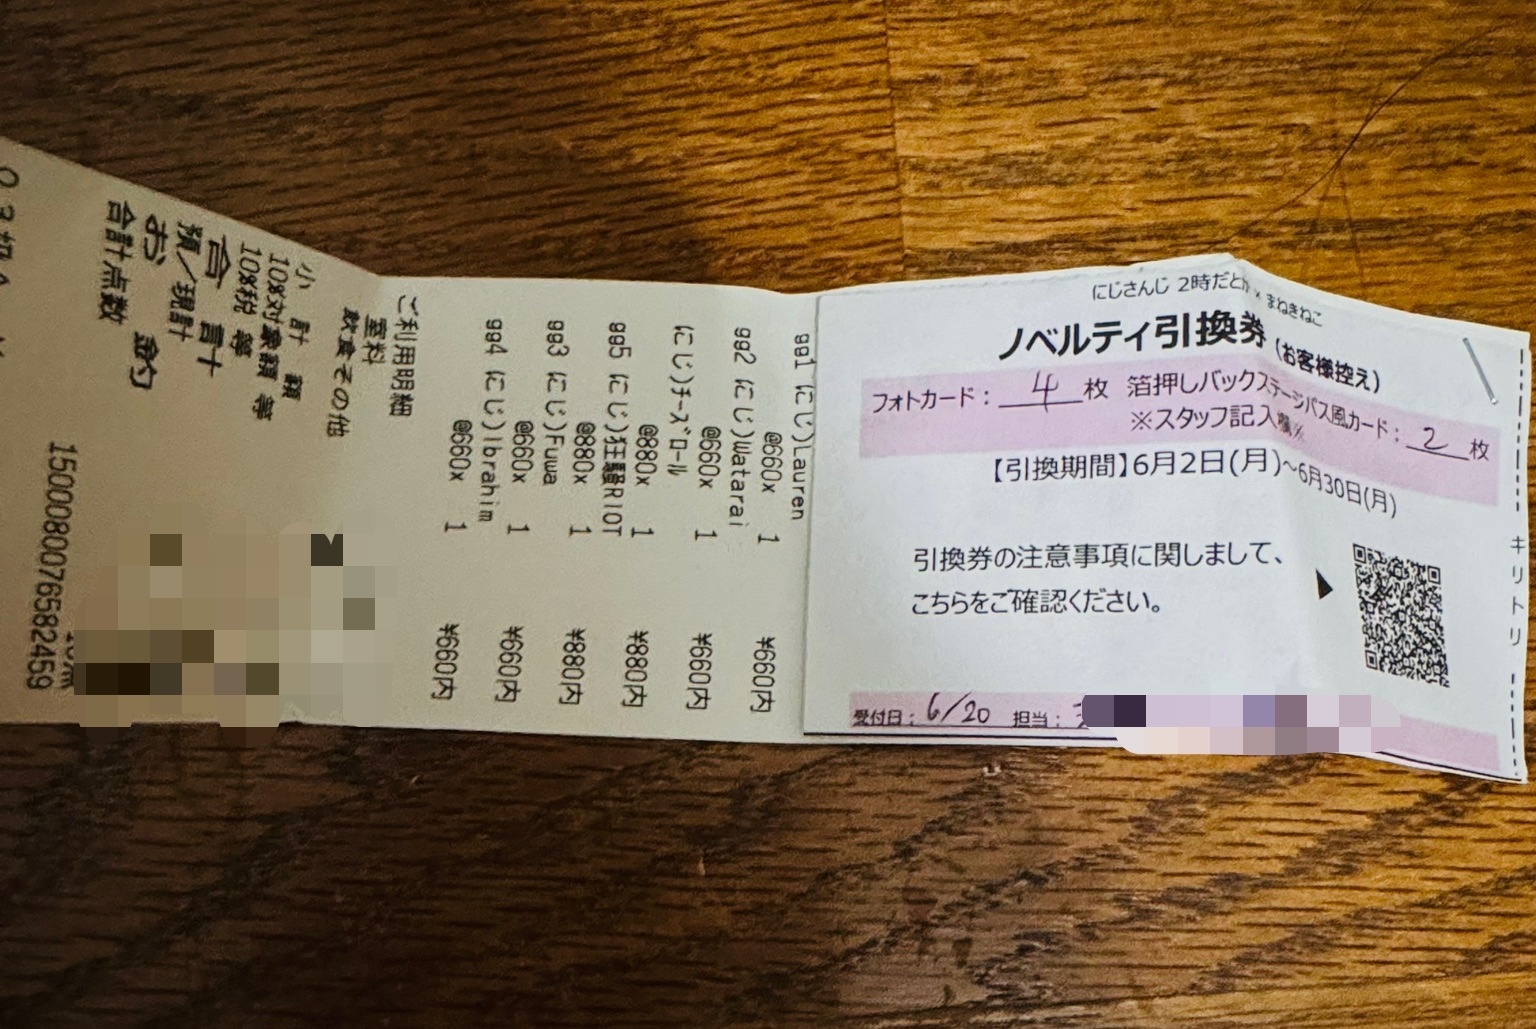 にじさんじ 2時だとか × まねきねこ
ノベルティ引換券 (お客様控え)
フォトカード： 4 枚 箔押しバックステージパス風カード： 2 枚
※スタッフ記入欄※
【引換期間】6月2日(月)～6月30日(月)
引換券の注意事項に関しまして、
こちらをご確認ください。
受付日： 6/20 担当：
キリトリ
gg1 にじ)Lauren
@660x 1 ¥660内
gg2 にじ)Watarai
@660x 1 ¥660内
にじ)ﾁｰｽﾞﾛｰﾙ
@880x 1 ¥880内
gg5 にじ)狂騒RIOT
@880x 1 ¥880内
gg3 にじ)Fuwa
@660x 1 ¥660内
gg4 にじ)Ibrahim
@660x 1 ¥660内
ご利用明細
室料
飲食その他
小計額
10%対象額 等
10%税 等
合計
預／現計
お 釣
合計点数
1500080076582459